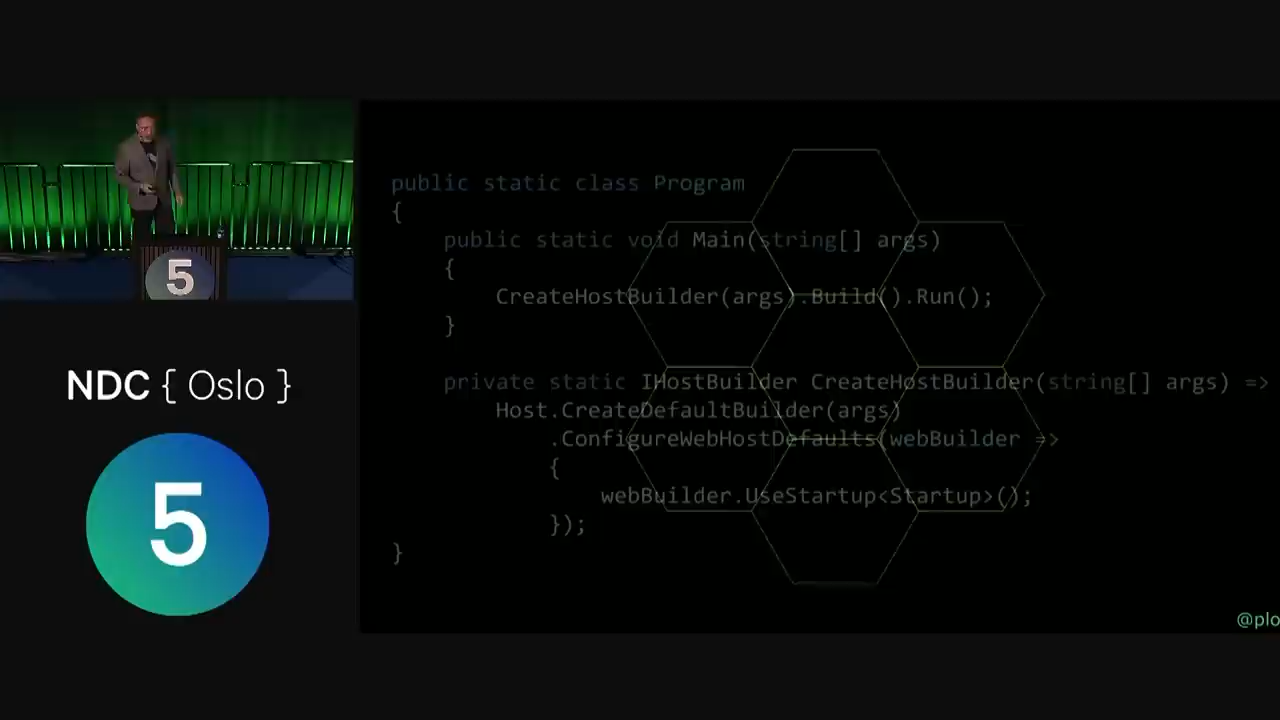 5
NDC { Oslo }
5
public static class Program
{
    public static void Main(string[] args)
    {
        CreateHostBuilder(args).Build().Run();
    }
    private static IHostBuilder CreateHostBuilder(string[] args) =>
        Host.CreateDefaultBuilder(args)
            .ConfigureWebHostDefaults(webBuilder =>
            {
                webBuilder.UseStartup<Startup>();
            });
}
@plo